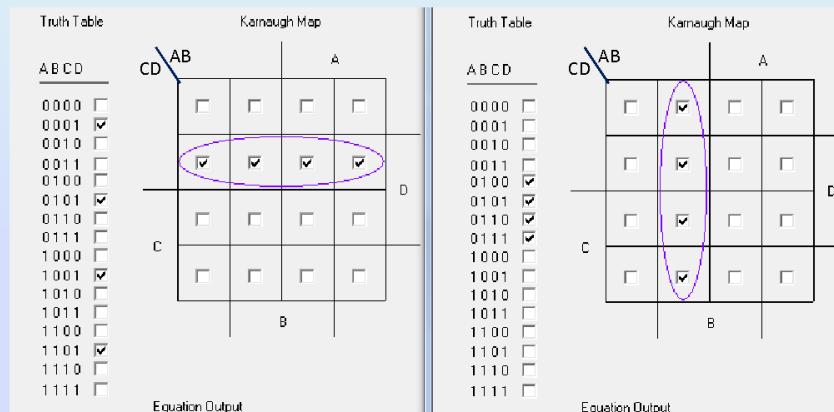 Truth Table Karnaugh Map
AB
CD A
ABCD
0000
0001
0010
0011
0100
0101 D
0110
0111
C
1000
1001
1010
1011
1100 B
1101
1110
1111
Equation Output
Truth Table Karnaugh Map
AB
CD A
ABCD
0000
0001
0010
0011
0100
0101 D
0110
0111
C
1000
1001
1010
1011
1100 B
1101
1110
1111
Equation Output